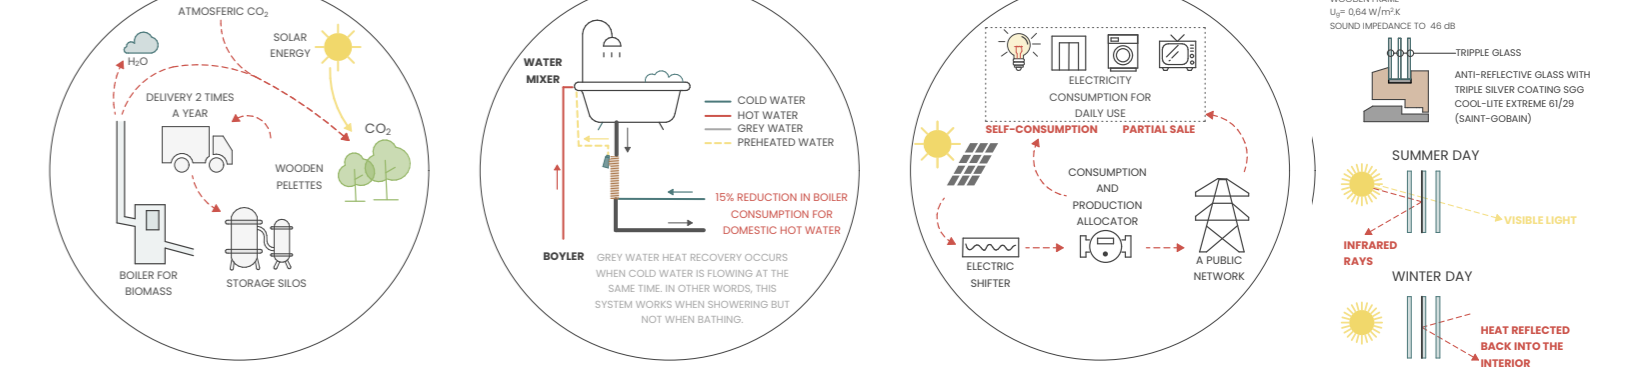 ATMOSFERIC CO₂
SOLAR
ENERGY
H₂O
DELIVERY 2 TIMES
A YEAR
CO₂
WOODEN
PELETTES
BOILER FOR
BIOMASS
STORAGE SILOS
WATER
MIXER
COLD WATER
HOT WATER
GREY WATER
PREHEATED WATER
15% REDUCTION IN BOILER
CONSUMPTION FOR
DOMESTIC HOT WATER
BOYLER
GREY WATER HEAT RECOVERY OCCURS
WHEN COLD WATER IS FLOWING AT THE
SAME TIME. IN OTHER WORDS, THIS
SYSTEM WORKS WHEN SHOWERING BUT
NOT WHEN BATHING.
ELECTRICITY
CONSUMPTION FOR
DAILY USE
SELF-CONSUMPTION
PARTIAL SALE
CONSUMPTION
AND
PRODUCTION
ALLOCATOR
ELECTRIC
SHIFTER
A PUBLIC
NETWORK
WOODEN FRAME
Ug= 0,64 W/m².K
SOUND IMPEDANCE TO 46 dB
TRIPPLE GLASS
ANTI-REFLECTIVE GLASS WITH
TRIPLE SILVER COATING SGG
COOL-LITE EXTREME 61/29
(SAINT-GOBAIN)
SUMMER DAY
VISIBLE LIGHT
INFRARED
RAYS
WINTER DAY
HEAT REFLECTED
BACK INTO THE
INTERIOR